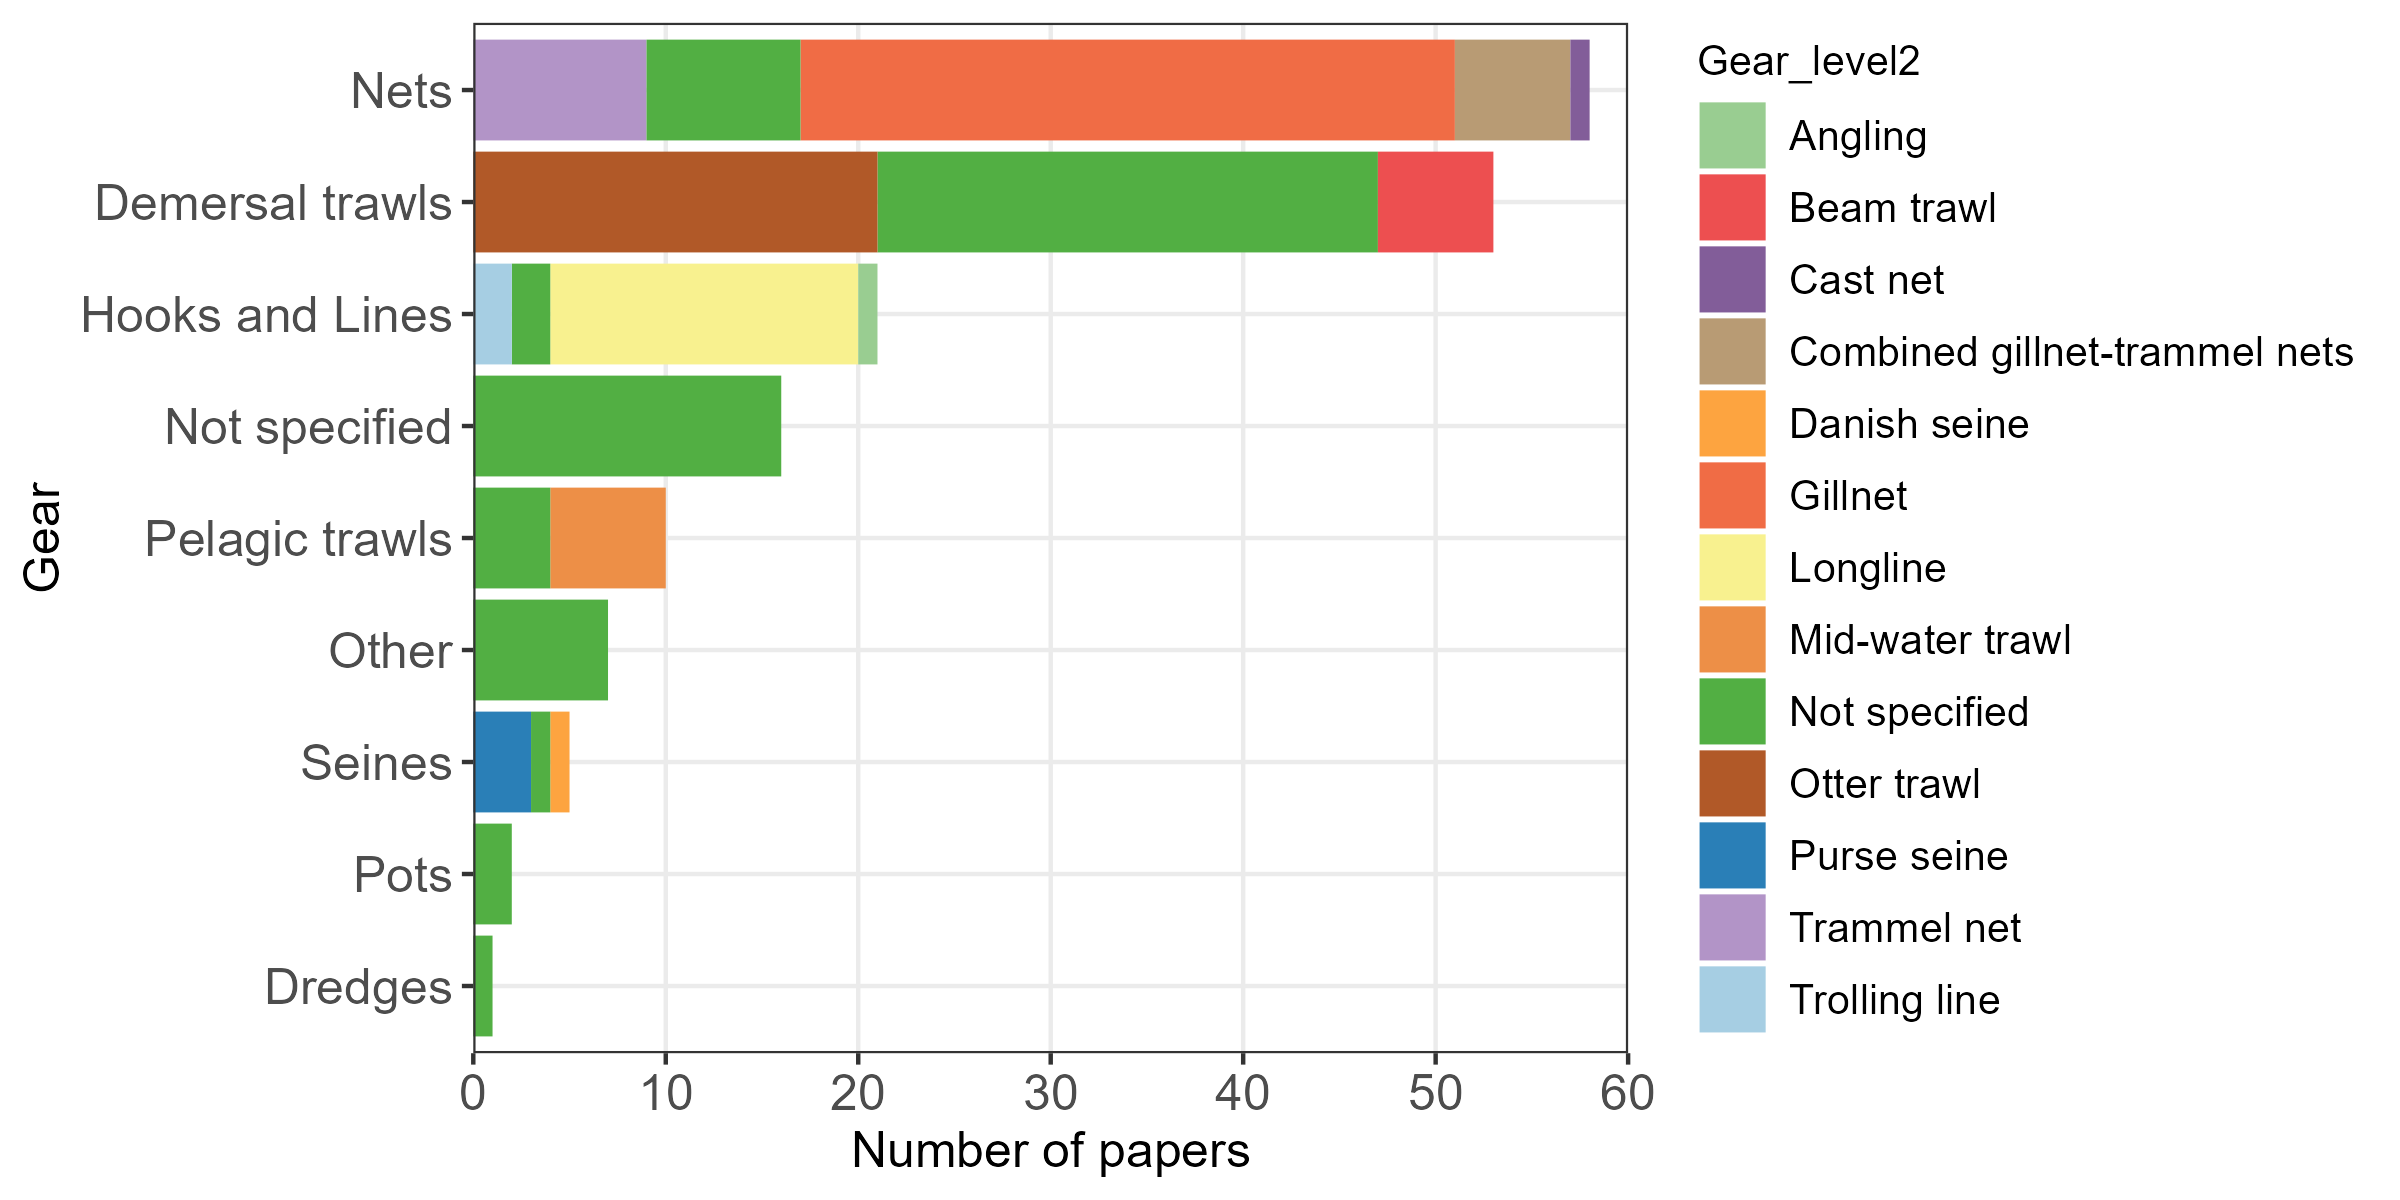 Nets
Demersal trawls
Hooks and Lines
Not specified
Pelagic trawls
Other
Seines
Pots
Dredges
Gear
0 10 20 30 40 50 60
Number of papers
Gear_level2
Angling
Beam trawl
Cast net
Combined gillnet-trammel nets
Danish seine
Gillnet
Longline
Mid-water trawl
Not specified
Otter trawl
Purse seine
Trammel net
Trolling line